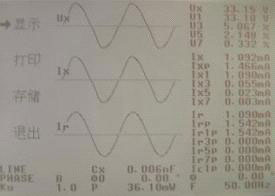 Ux
→显示
打印
Ix
存储
Ir
退出
Ux 33.15 V
U1 33.10 V
U3 5.067 %
U5 2.148 %
U7 0.332 %
Ix 1.092mA
Ixp 1.466mA
Ix1 1.090mA
Ix3 0.055mA
Ix5 0.023mA
Ix7 0.003mA
Ir 1.090mA
Irp 1.542mA
Ir1p 1.542mA
Ir3p 0.000mA
Ir5p 0.000mA
Ir7p 0.000mA
Ic1p 0.000mA
LINE Cx 0.006nF
PHASE B Φ0 0.00 °
Ku 1.0 P 36.10mW
F 50.00Hz